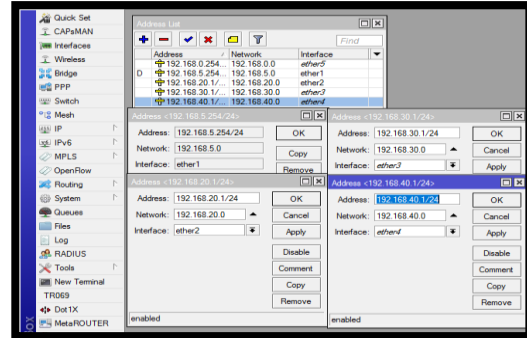 Quick Set
CAPsMAN
Interfaces
Wireless
Bridge
PPP
Switch
Mesh
IP
IPv6
MPLS
OpenFlow
Routing
System
Queues
Files
Log
RADIUS
Tools
New Terminal
TR069
Dot1X
MetaROUTER
Address List
Find
Address / Network Interface
192.168.0.254... 192.168.0.0 ether5
D 192.168.5.254... 192.168.5.0 ether1
192.168.20.1/... 192.168.20.0 ether2
192.168.30.1/... 192.168.30.0 ether3
192.168.40.1/... 192.168.40.0 ether4
Address <192.168.5.254/24>
Address: 192.168.5.254/24 OK
Network: 192.168.5.0 Copy
Interface: ether1 Remove
Address <192.168.30.1/24>
Address: 192.168.30.1/24 OK
Network: 192.168.30.0 Cancel
Interface: ether3 Apply
Address <192.168.20.1/24>
Address: 192.168.20.1/24 OK
Network: 192.168.20.0 Cancel
Interface: ether2 Apply
Disable
Comment
Copy
Remove
enabled
Address <192.168.40.1/24>
Address: 192.168.40.1/24 OK
Network: 192.168.40.0 Cancel
Interface: ether4 Apply
Disable
Comment
Copy
Remove
enabled